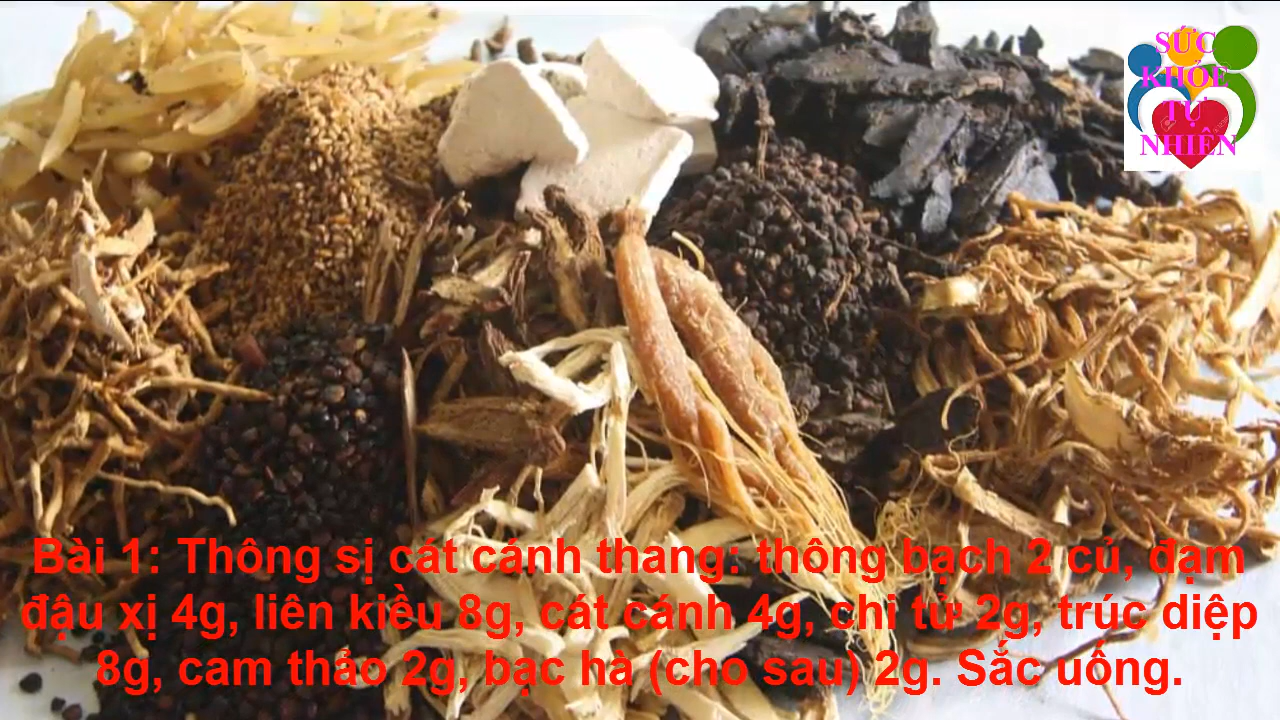 SỨC
KHỎE
TỰ
NHIÊN
Bài 1: Thông sị cát cánh thang: thông bạch 2 củ, đạm
đậu xị 4g, liên kiều 8g, cát cánh 4g, chi tử 2g, trúc diệp
8g, cam thảo 2g, bạc hà (cho sau) 2g. Sắc uông.